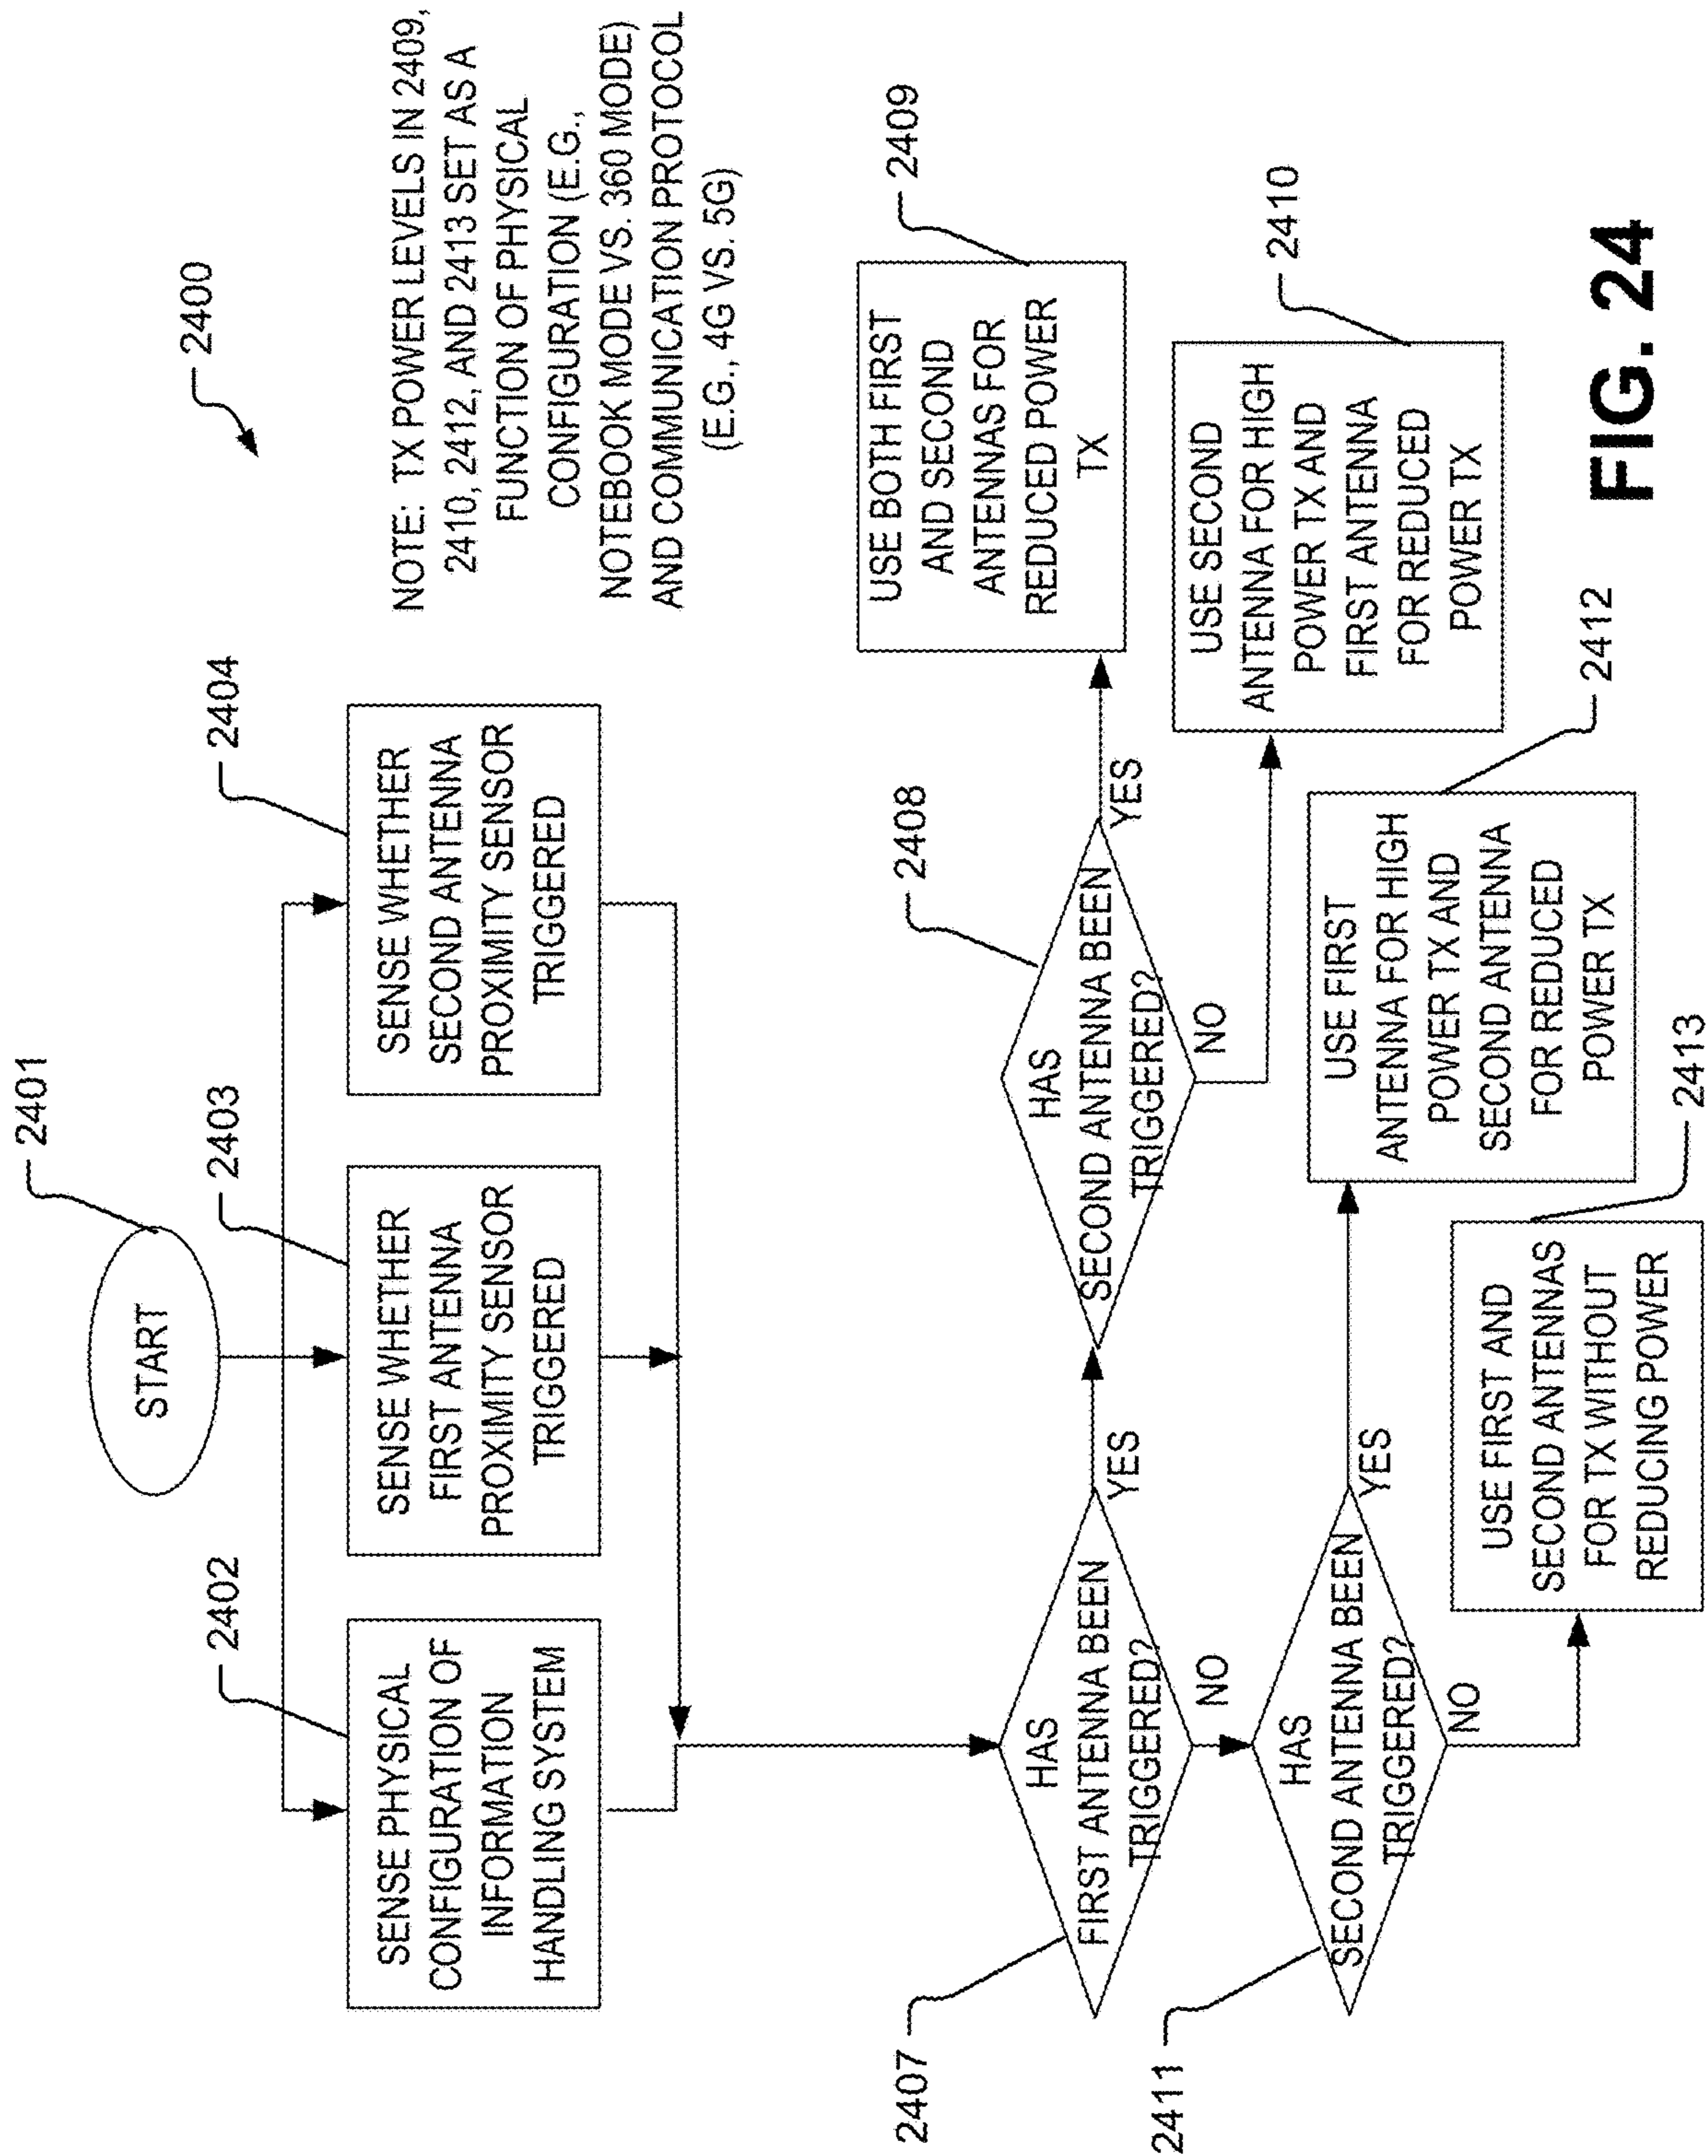 2400
2401
START
2402
SENSE PHYSICAL
CONFIGURATION OF
INFORMATION
HANDLING SYSTEM
2403
SENSE WHETHER
FIRST ANTENNA
PROXIMITY SENSOR
TRIGGERED
2404
SENSE WHETHER
SECOND ANTENNA
PROXIMITY SENSOR
TRIGGERED
NOTE: TX POWER LEVELS IN 2409,
2410, 2412, AND 2413 SET AS A
FUNCTION OF PHYSICAL
CONFIGURATION (E.G.,
NOTEBOOK MODE VS. 360 MODE)
AND COMMUNICATION PROTOCOL
(E.G., 4G VS. 5G)
2407
HAS
FIRST ANTENNA BEEN
TRIGGERED?
YES
NO
2408
HAS
SECOND ANTENNA BEEN
TRIGGERED?
YES
NO
2409
USE BOTH FIRST
AND SECOND
ANTENNAS FOR
REDUCED POWER
TX
2410
USE SECOND
ANTENNA FOR HIGH
POWER TX AND
FIRST ANTENNA
FOR REDUCED
POWER TX
2411
HAS
SECOND ANTENNA BEEN
TRIGGERED?
YES
NO
2412
USE FIRST
ANTENNA FOR HIGH
POWER TX AND
SECOND ANTENNA
FOR REDUCED
POWER TX
2413
USE FIRST AND
SECOND ANTENNAS
FOR TX WITHOUT
REDUCING POWER
FIG. 24